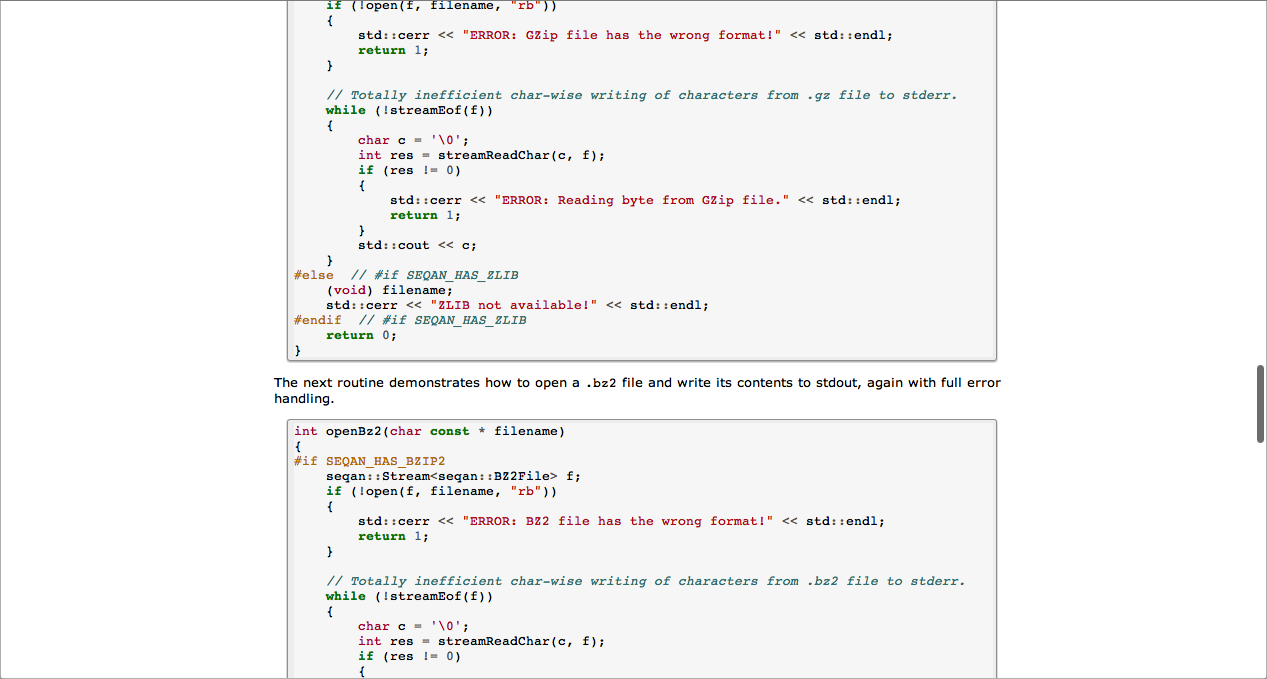 if (!open(f, filename, "rb"))
    {
        std::cerr << "ERROR: GZip file has the wrong format!" << std::endl;
        return 1;
    }

    // Totally inefficient char-wise writing of characters from .gz file to stderr.
    while (!streamEof(f))
    {
        char c = '\0';
        int res = streamReadChar(c, f);
        if (res != 0)
        {
            std::cerr << "ERROR: Reading byte from GZip file." << std::endl;
            return 1;
        }
        std::cout << c;
    }
#else  // #if SEQAN_HAS_ZLIB
    (void) filename;
    std::cerr << "ZLIB not available!" << std::endl;
#endif  // #if SEQAN_HAS_ZLIB
    return 0;
}
The next routine demonstrates how to open a .bz2 file and write its contents to stdout, again with full error
handling.
int openBz2(char const * filename)
{
#if SEQAN_HAS_BZIP2
    seqan::Stream<seqan::BZ2File> f;
    if (!open(f, filename, "rb"))
    {
        std::cerr << "ERROR: BZ2 file has the wrong format!" << std::endl;
        return 1;
    }

    // Totally inefficient char-wise writing of characters from .bz2 file to stderr.
    while (!streamEof(f))
    {
        char c = '\0';
        int res = streamReadChar(c, f);
        if (res != 0)
        {